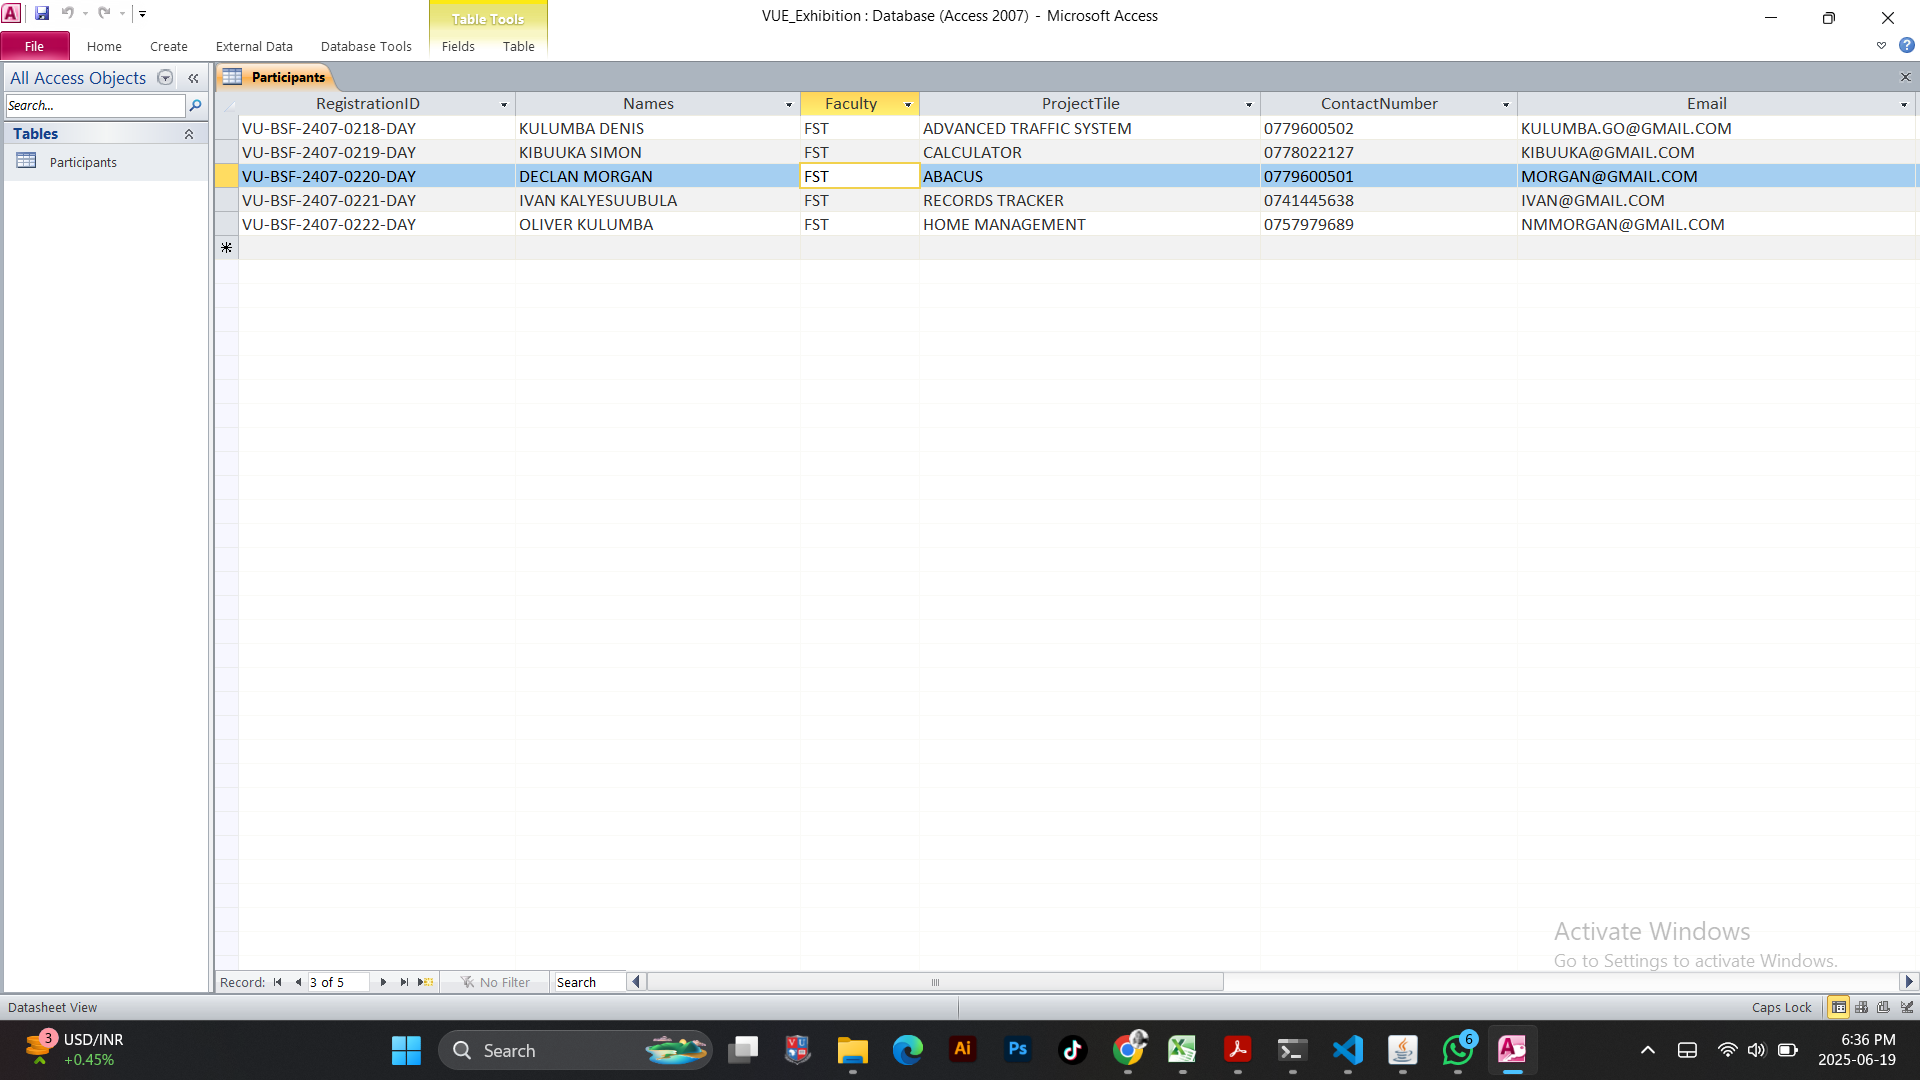 VUE_Exhibition : Database (Access 2007) - Microsoft Access
Table Tools
File Home Create External Data Database Tools Fields Table
All Access Objects
Search...
Tables
Participants
Participants
RegistrationID Names Faculty ProjectTile ContactNumber Email
VU-BSF-2407-0218-DAY KULUMBA DENIS FST ADVANCED TRAFFIC SYSTEM 0779600502 KULUMBA.GO@GMAIL.COM
VU-BSF-2407-0219-DAY KIBUUKA SIMON FST CALCULATOR 0778022127 KIBUUKA@GMAIL.COM
VU-BSF-2407-0220-DAY DECLAN MORGAN FST ABACUS 0779600501 MORGAN@GMAIL.COM
VU-BSF-2407-0221-DAY IVAN KALYESUUBULA FST RECORDS TRACKER 0741445638 IVAN@GMAIL.COM
VU-BSF-2407-0222-DAY OLIVER KULUMBA FST HOME MANAGEMENT 0757979689 NMMORGAN@GMAIL.COM
Activate Windows
Go to Settings to activate Windows.
Record: 3 of 5 No Filter Search
Datasheet View Caps Lock
3 USD/INR
+0.45%
Search
VU
Ai
Ps
6
6:36 PM
2025-06-19